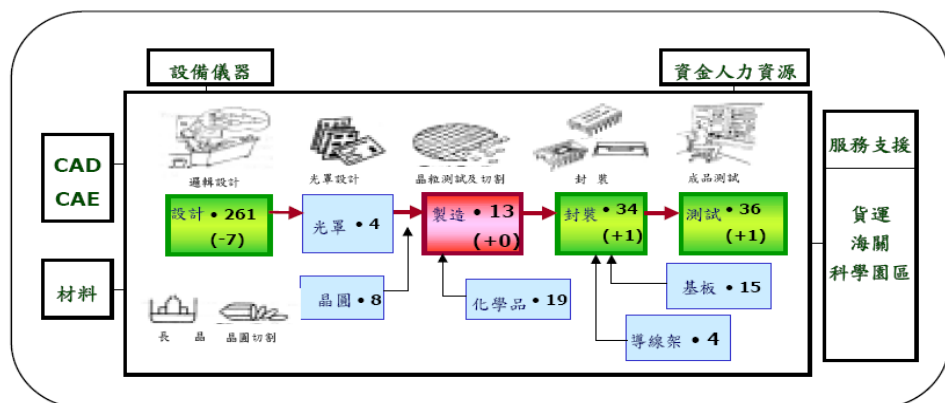 設備儀器
資金人力資源
CAD
CAE
材料
服務支援
貨運
海關
科學園區
邏輯設計
光罩設計
晶粒測試及切割
封 裝
成品測試
設計 • 261
(-7)
光罩 • 4
製造 • 13
(+0)
封裝 • 34
(+1)
測試 • 36
(+1)
晶圓 • 8
化學品 • 19
基板 • 15
導線架 • 4
長 晶
晶圓切割